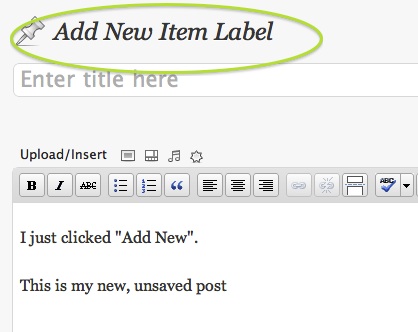 Add New Item Label
Enter title here
Upload/Insert
B I ABC “ ABC
I just clicked "Add New".
This is my new, unsaved post